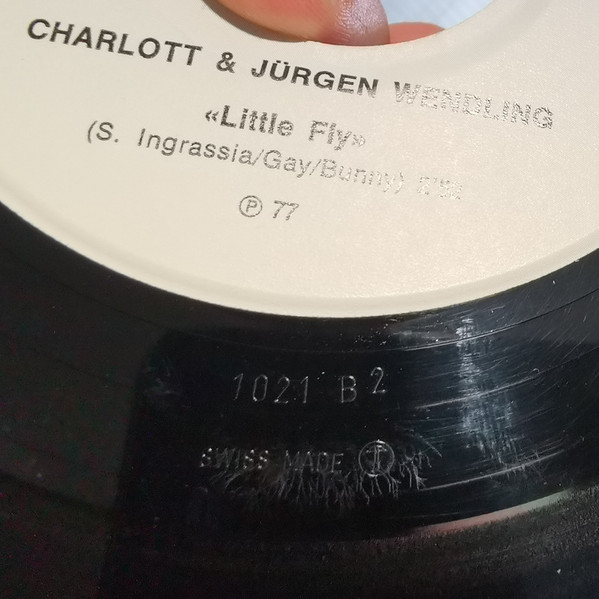 CHARLOTT & JÜRGEN WENDLING
«Little Fly»
(S. Ingrassia/Gay/Bunny)
℗ 77
1021 B 2
SWISS MADE